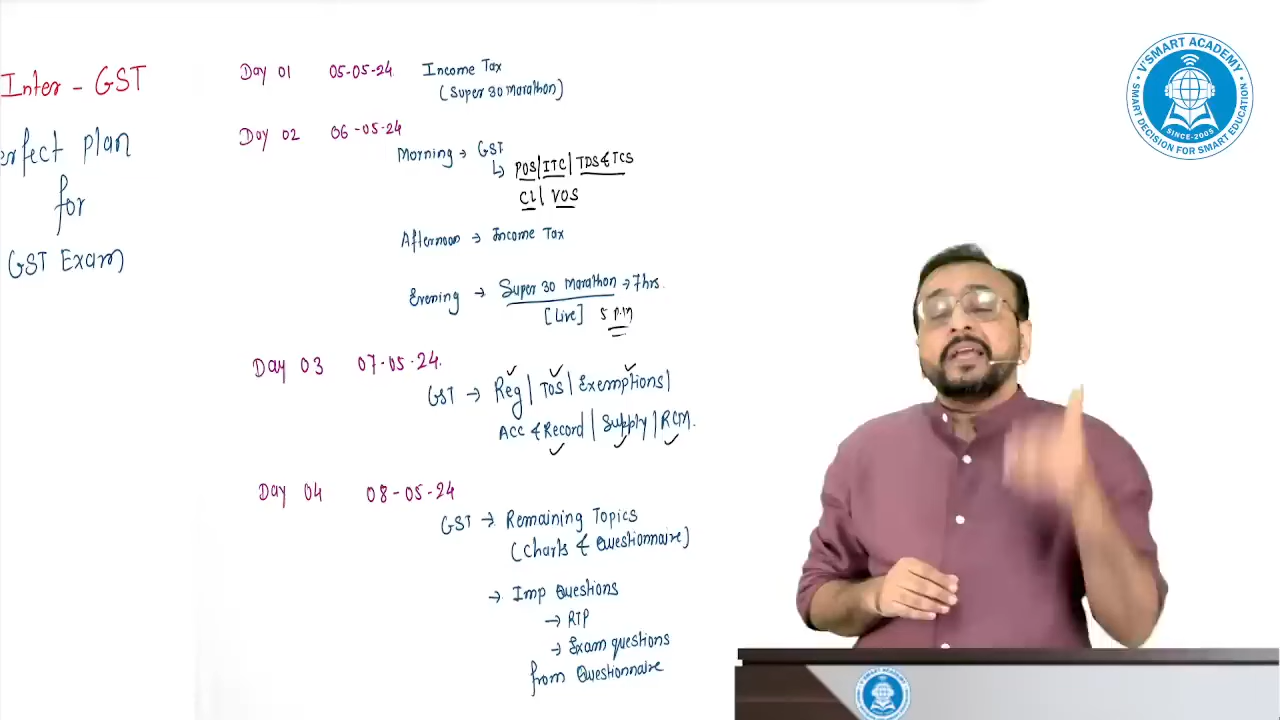 Inter - GST
erfect plan
for
GST Exam
Day 01 05-05-24 Income Tax
(Super 30 Marathon)
Day 02 06-05-24
Morning → GST
↳ POS | ITC | TDS & TCS
CL | VOS
Afternoon → Income Tax
Evening → Super 30 Marathon → 7hrs.
[Live] 5 P.M
Day 03 07-05-24.
GST → Reg | TOS | Exemptions |
Acc & Record | Supply | RCM.
Day 04 08-05-24
GST → Remaining Topics
(Charts & Questionnaire)
→ Imp Questions
→ RTP
→ Exam questions
from Questionnaire
V'SMART ACADEMY
SINCE-2005
SMART DECISION FOR SMART EDUCATION
V'SMART ACADEMY